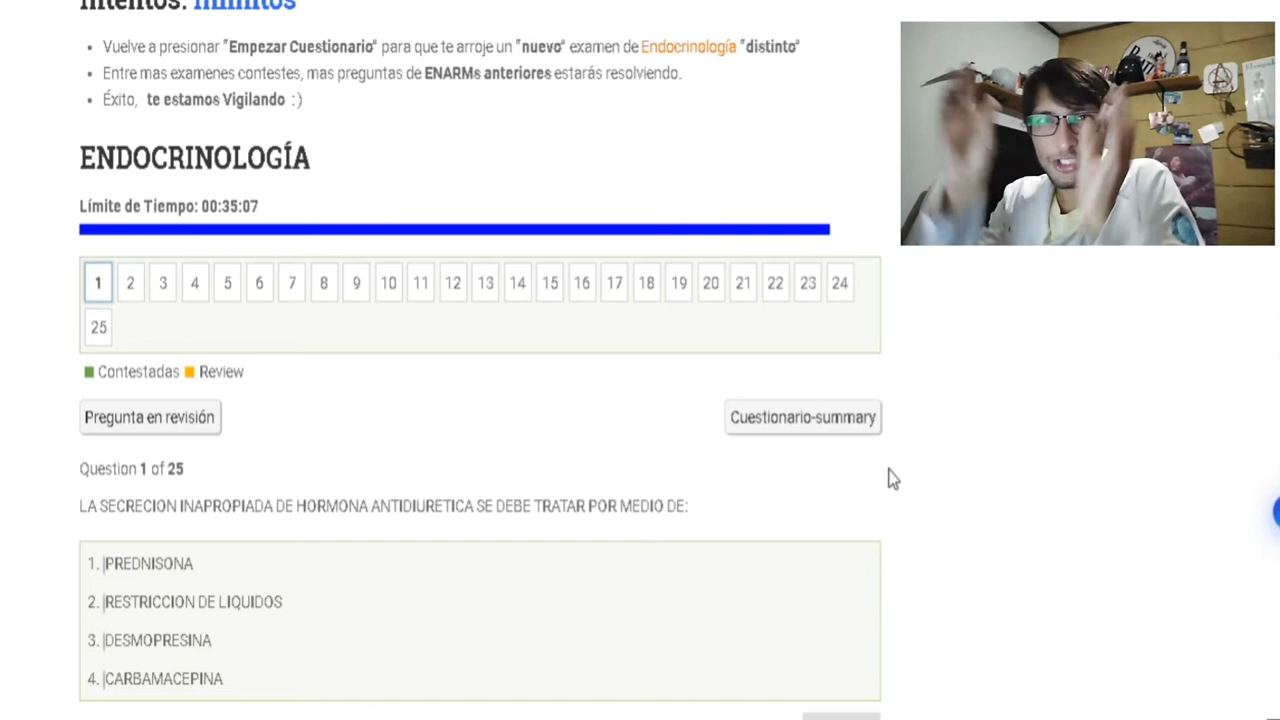 Intentos: Infinitos
Vuelve a presionar "Empezar Cuestionario" para que te arroje un "nuevo" examen de Endocrinología "distinto"
Entre mas examenes contestes, mas preguntas de ENARMs anteriores estarás resolviendo.
Éxito, te estamos Vigilando :)
ENDOCRINOLOGÍA
Límite de Tiempo: 00:35:07
1 2 3 4 5 6 7 8 9 10 11 12 13 14 15 16 17 18 19 20 21 22 23 24
25
Contestadas Review
Pregunta en revisión Cuestionario-summary
Question 1 of 25
LA SECRECION INAPROPIADA DE HORMONA ANTIDIURETICA SE DEBE TRATAR POR MEDIO DE:
1. PREDNISONA
2. RESTRICCION DE LIQUIDOS
3. DESMOPRESINA
4. CARBAMACEPINA